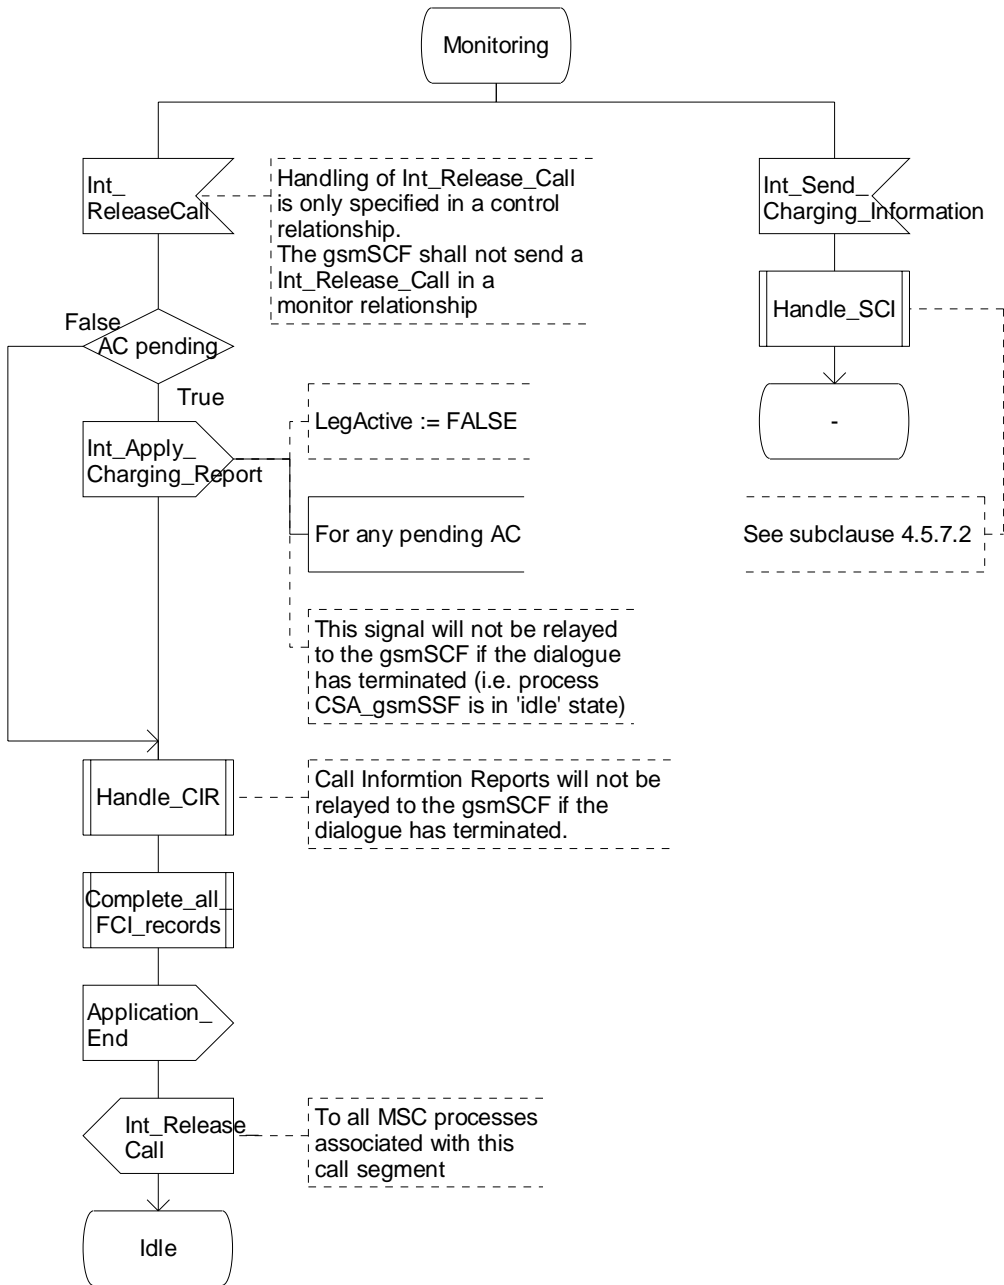 Monitoring
Int_
ReleaseCall
Handling of Int_Release_Call
is only specified in a control
relationship.
The gsmSCF shall not send a
Int_Release_Call in a
monitor relationship
Int_Send_
Charging_Information
Handle_SCI
-
See subclause 4.5.7.2
False
AC pending
True
Int_Apply_
Charging_Report
LegActive := FALSE
For any pending AC
This signal will not be relayed
to the gsmSCF if the dialogue
has terminated (i.e. process
CSA_gsmSSF is in 'idle' state)
Handle_CIR
Call Informtion Reports will not be
relayed to the gsmSCF if the
dialogue has terminated.
Complete_all_
FCI_records
Application_
End
Int_Release_
Call
To all MSC processes
associated with this
call segment
Idle